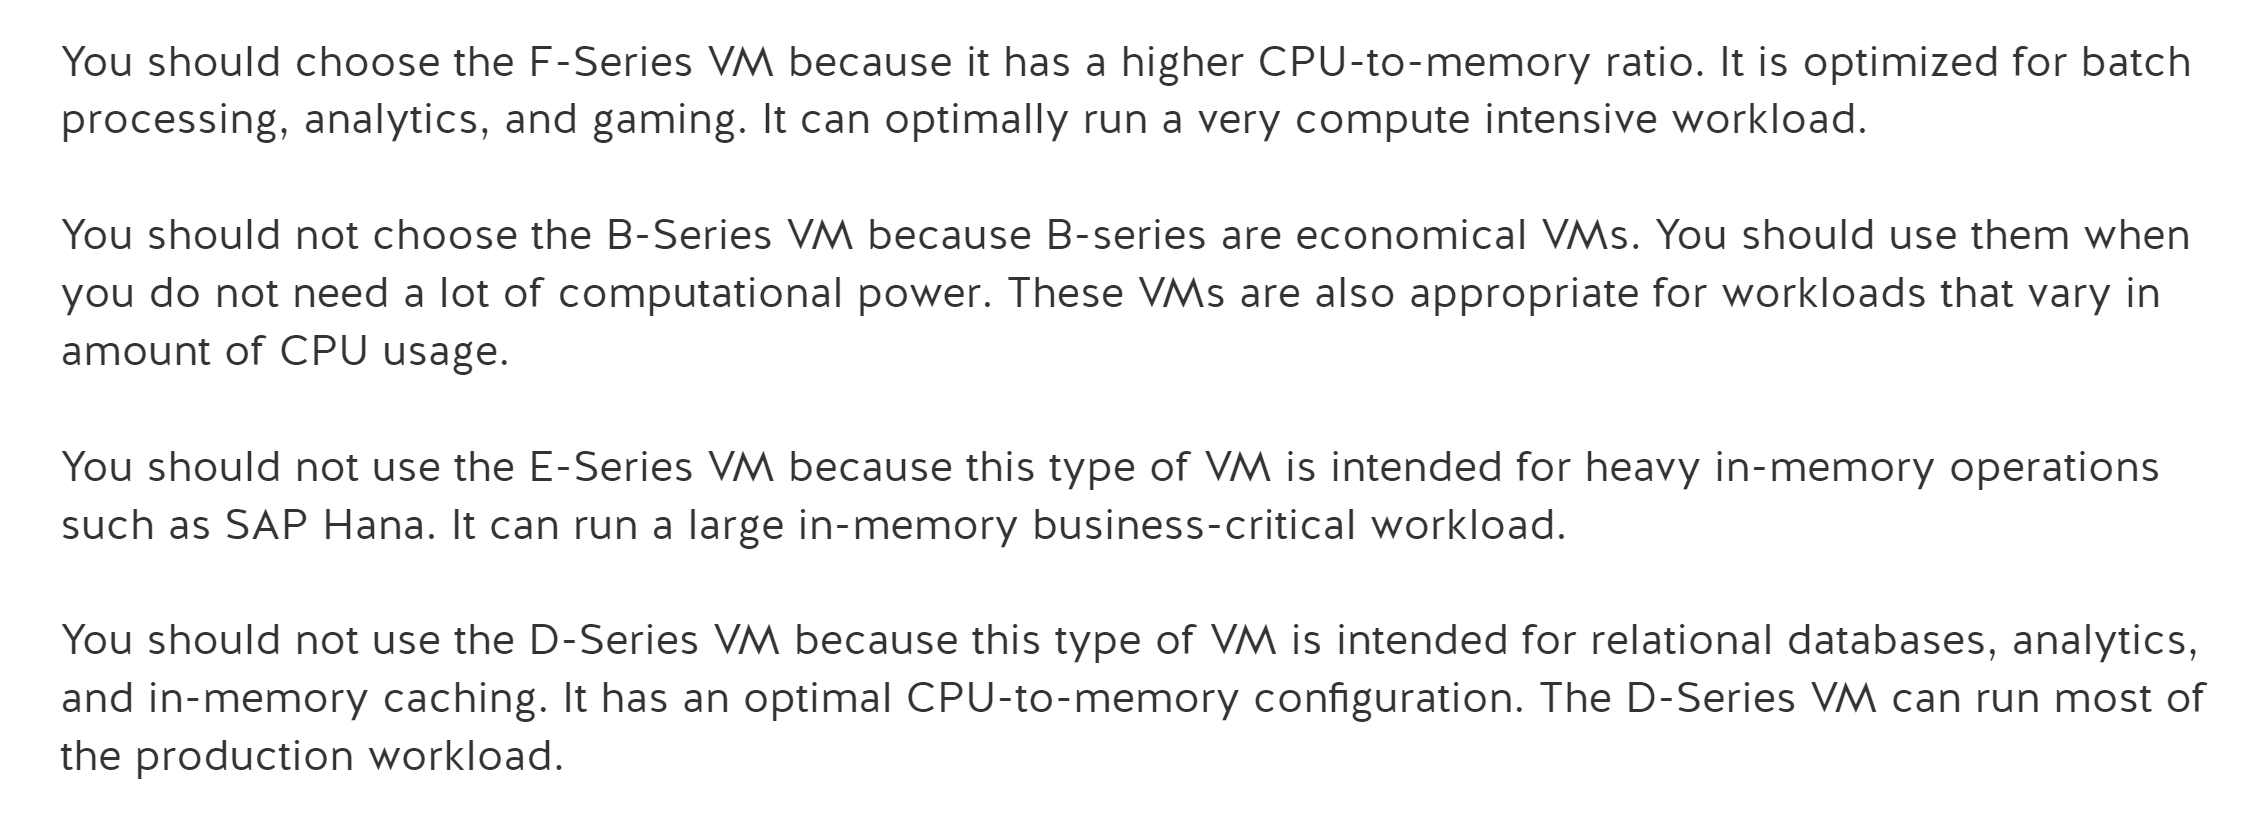 You should choose the F-Series VM because it has a higher CPU-to-memory ratio. It is optimized for batch
processing, analytics, and gaming. It can optimally run a very compute intensive workload.
You should not choose the B-Series VM because B-series are economical VMs. You should use them when
you do not need a lot of computational power. These VMs are also appropriate for workloads that vary in
amount of CPU usage.
You should not use the E-Series VM because this type of VM is intended for heavy in-memory operations
such as SAP Hana. It can run a large in-memory business-critical workload.
You should not use the D-Series VM because this type of VM is intended for relational databases, analytics,
and in-memory caching. It has an optimal CPU-to-memory configuration. The D-Series VM can run most of
the production workload.